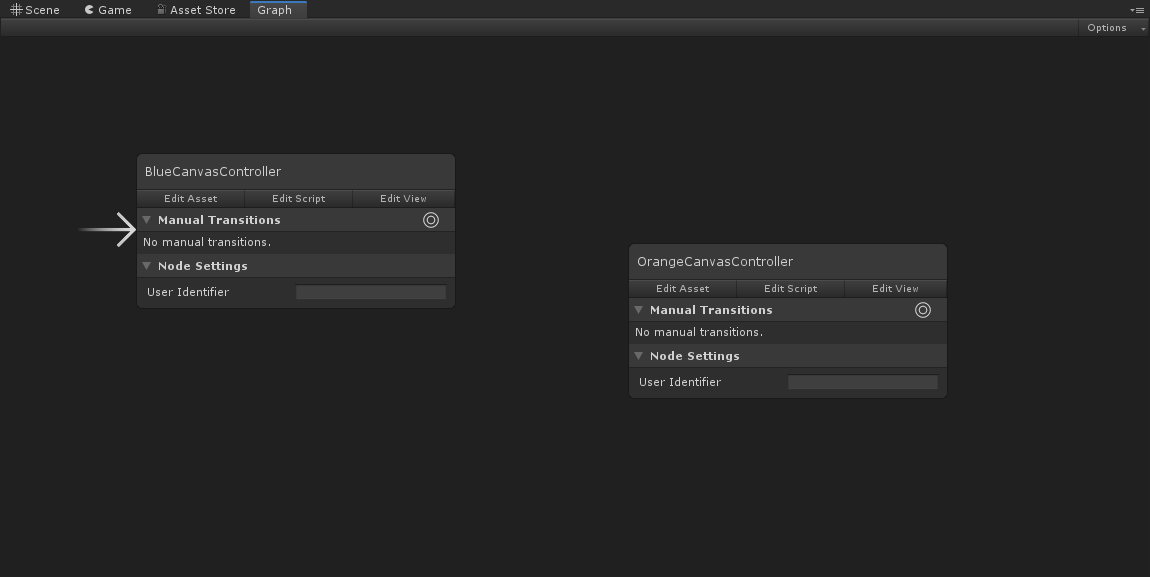 Scene Game Asset Store Graph
Options
BlueCanvasController
Edit Asset Edit Script Edit View
Manual Transitions
No manual transitions.
Node Settings
User Identifier
OrangeCanvasController
Edit Asset Edit Script Edit View
Manual Transitions
No manual transitions.
Node Settings
User Identifier